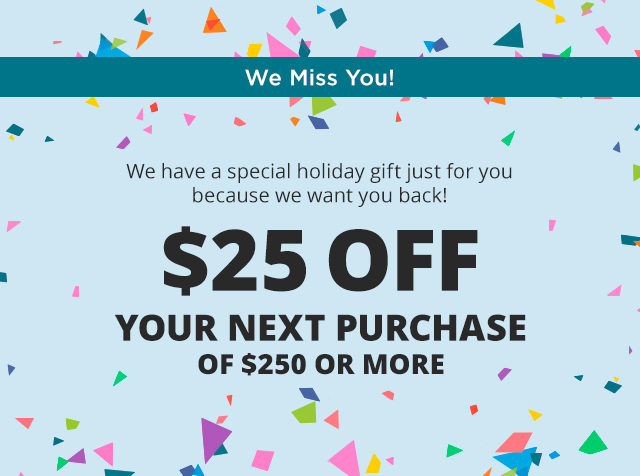 We Miss You!
We have a special holiday gift just for you
because we want you back!
$25 OFF
YOUR NEXT PURCHASE
OF $250 OR MORE